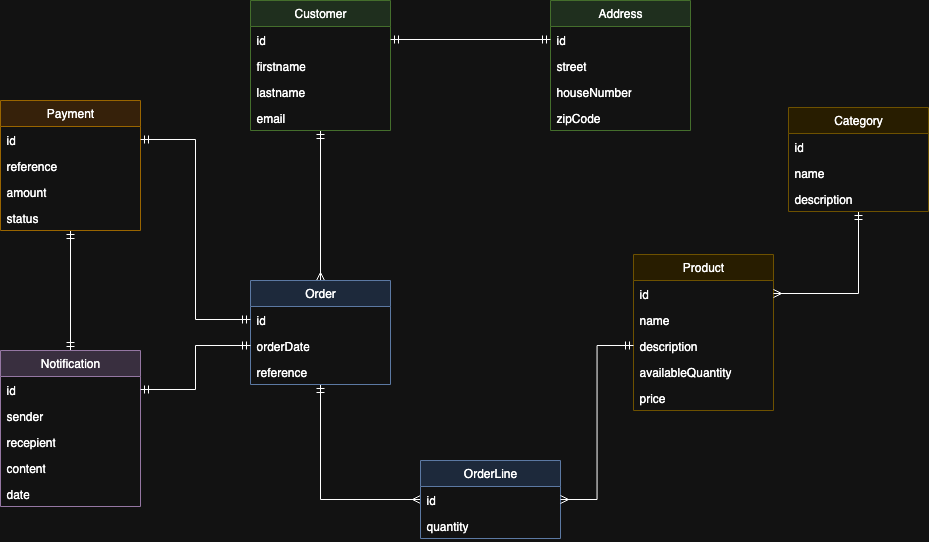 Customer
id
firstname
lastname
email
Address
id
street
houseNumber
zipCode
Payment
id
reference
amount
status
Category
id
name
description
Product
id
name
description
availableQuantity
price
Order
id
orderDate
reference
Notification
id
sender
recepient
content
date
OrderLine
id
quantity